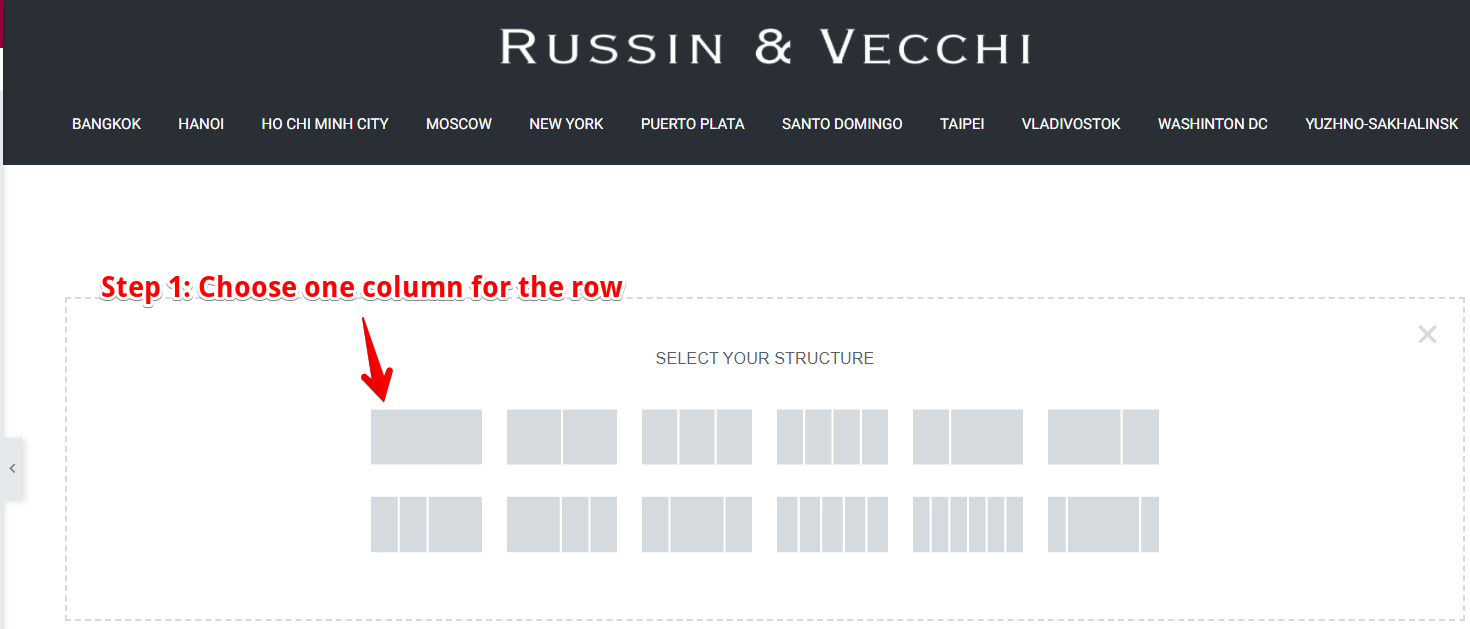 RUSSIN & VECCHI
BANGKOK HANOI HO CHI MINH CITY MOSCOW NEW YORK PUERTO PLATA SANTO DOMINGO TAIPEI VLADIVOSTOK WASHINTON DC YUZHNO-SAKHALINSK
Step 1: Choose one column for the row
SELECT YOUR STRUCTURE